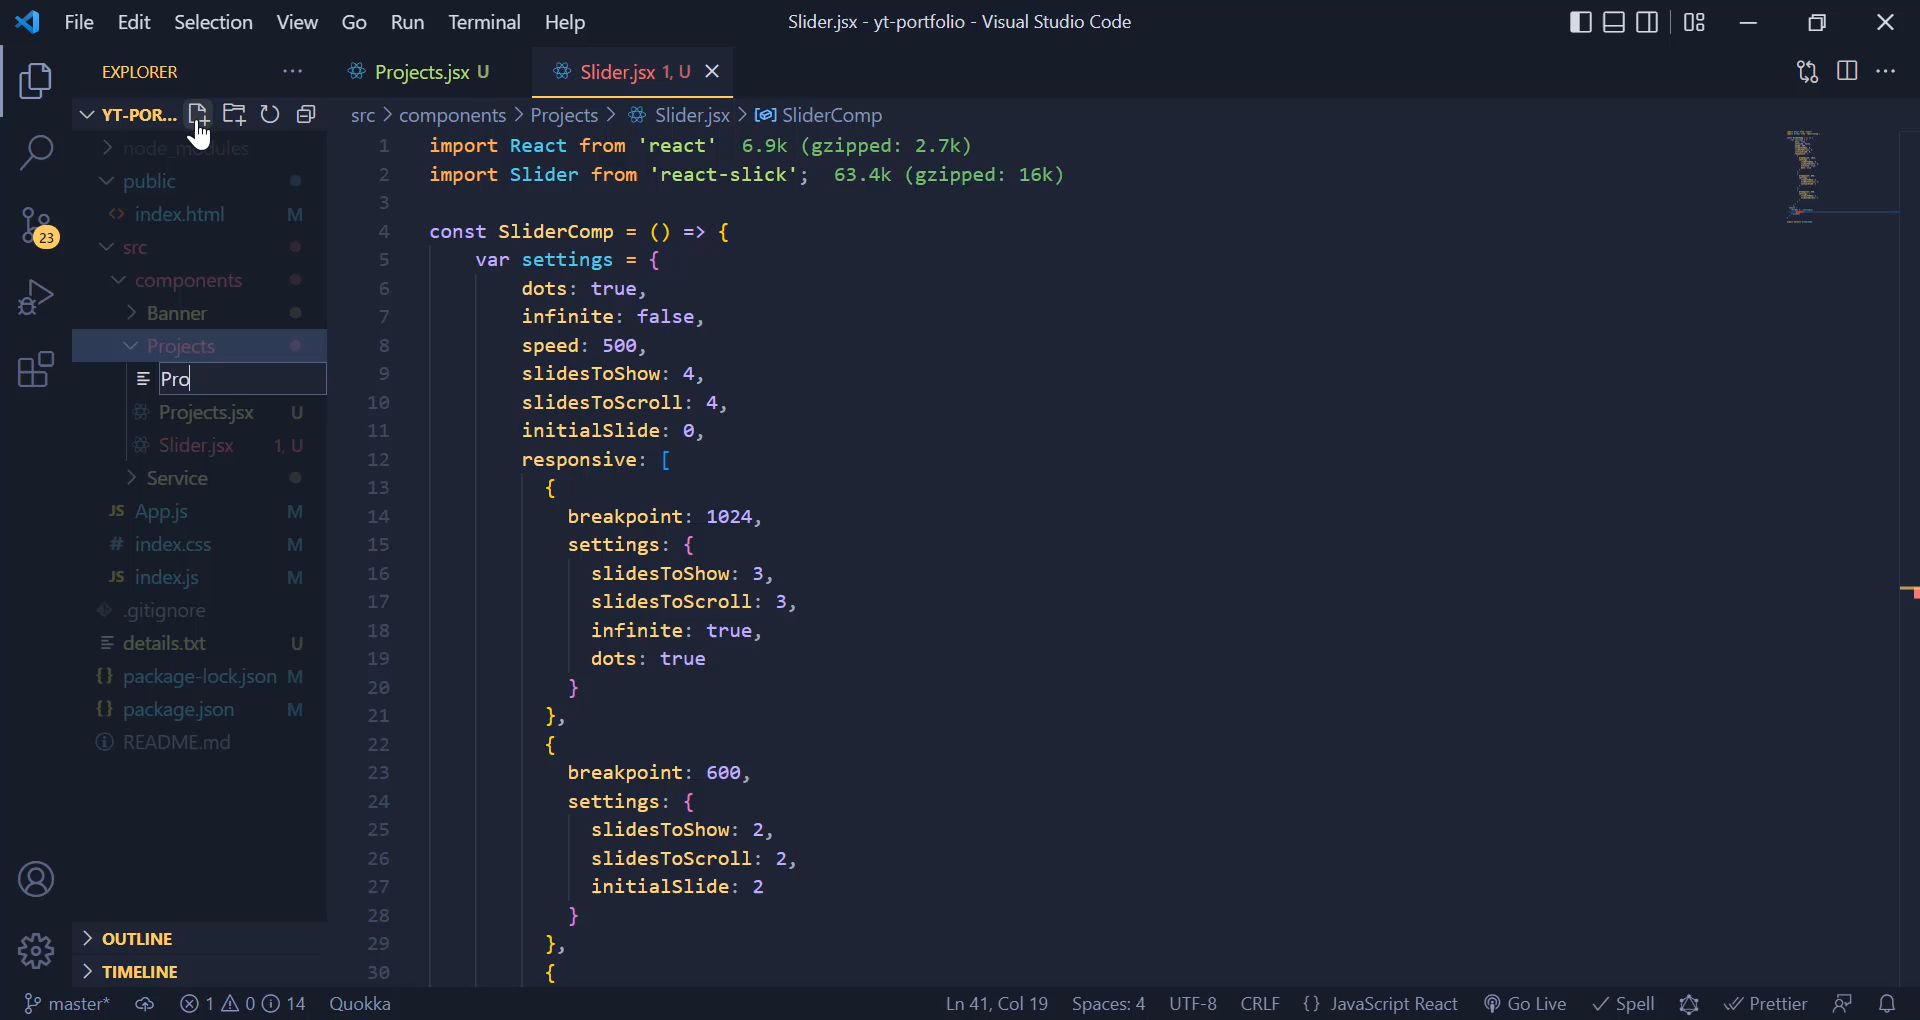 File Edit Selection View Go Run Terminal Help Slider.jsx - yt-portfolio - Visual Studio Code
EXPLORER
Projects.jsx U
Slider.jsx 1, U
YT-POR...
src > components > Projects > Slider.jsx > SliderComp
node_modules
public
index.html M
src
components
Banner
Projects
Pro
Projects.jsx U
Slider.jsx 1, U
Service
JS App.js M
# index.css M
JS index.js M
.gitignore
details.txt U
{} package-lock.json M
{} package.json M
README.md
23
OUTLINE
TIMELINE
1 import React from 'react' 6.9k (gzipped: 2.7k)
2 import Slider from 'react-slick'; 63.4k (gzipped: 16k)
3
4 const SliderComp = () => {
5 var settings = {
6 dots: true,
7 infinite: false,
8 speed: 500,
9 slidesToShow: 4,
10 slidesToScroll: 4,
11 initialSlide: 0,
12 responsive: [
13 {
14 breakpoint: 1024,
15 settings: {
16 slidesToShow: 3,
17 slidesToScroll: 3,
18 infinite: true,
19 dots: true
20 }
21 },
22 {
23 breakpoint: 600,
24 settings: {
25 slidesToShow: 2,
26 slidesToScroll: 2,
27 initialSlide: 2
28 }
29 },
30 {
master* 1 0 14 Quokka Ln 41, Col 19 Spaces: 4 UTF-8 CRLF {} JavaScript React Go Live Spell Prettier